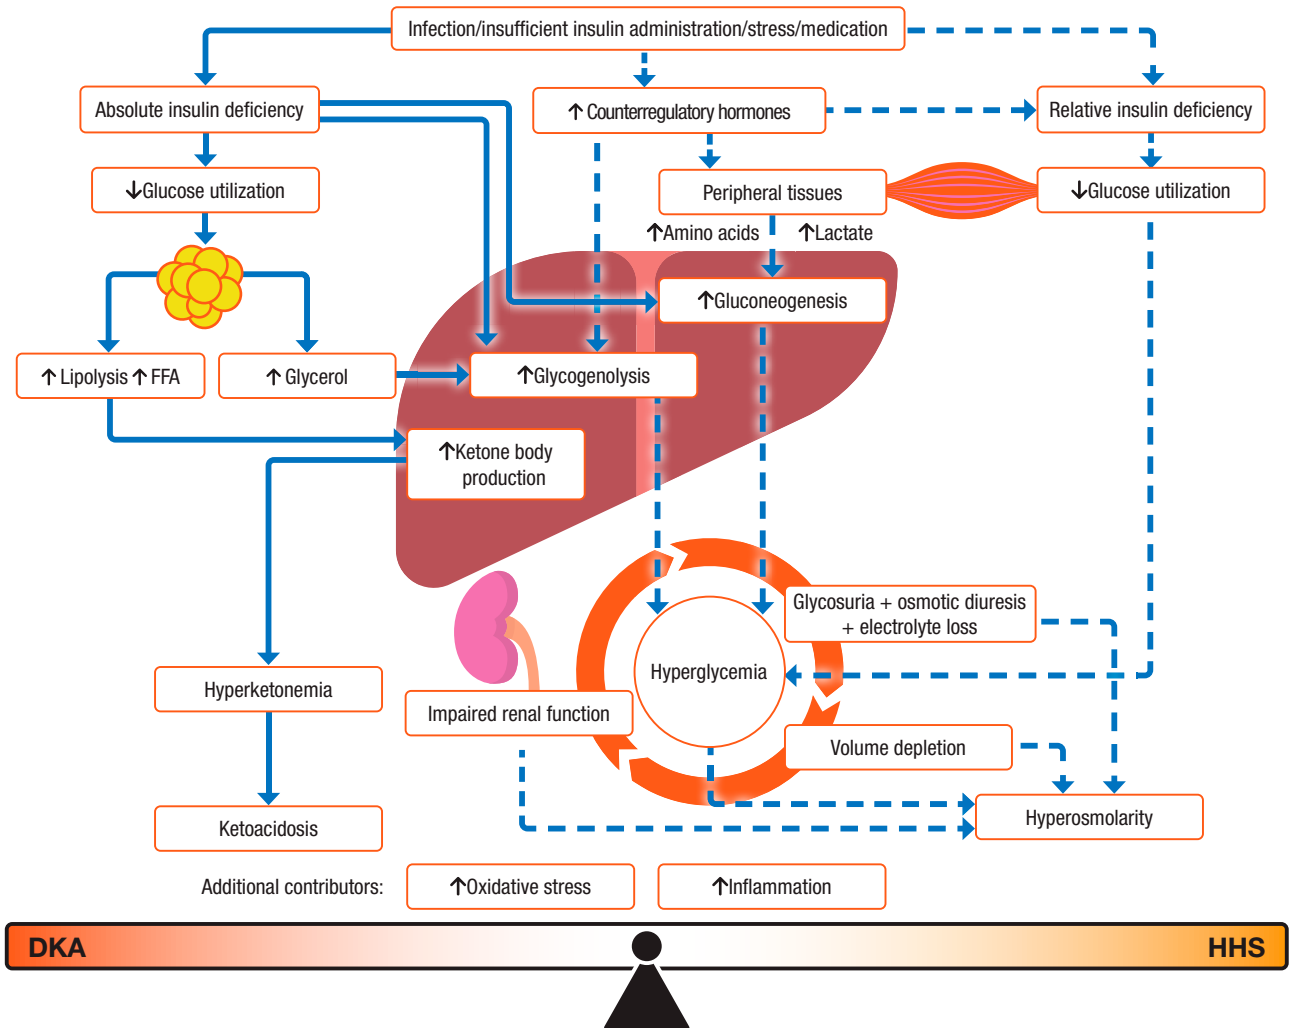 Infection/insufficient insulin administration/stress/medication
Absolute insulin deficiency
↑ Counterregulatory hormones
Relative insulin deficiency
↓Glucose utilization
Peripheral tissues
↓Glucose utilization
↑Amino acids
↑Lactate
↑Gluconeogenesis
↑ Lipolysis ↑ FFA
↑ Glycerol
↑Glycogenolysis
↑Ketone body
production
Glycosuria + osmotic diuresis
+ electrolyte loss
Hyperglycemia
Hyperketonemia
Impaired renal function
Volume depletion
Hyperosmolarity
Ketoacidosis
Additional contributors:
↑Oxidative stress
↑Inflammation
DKA
HHS